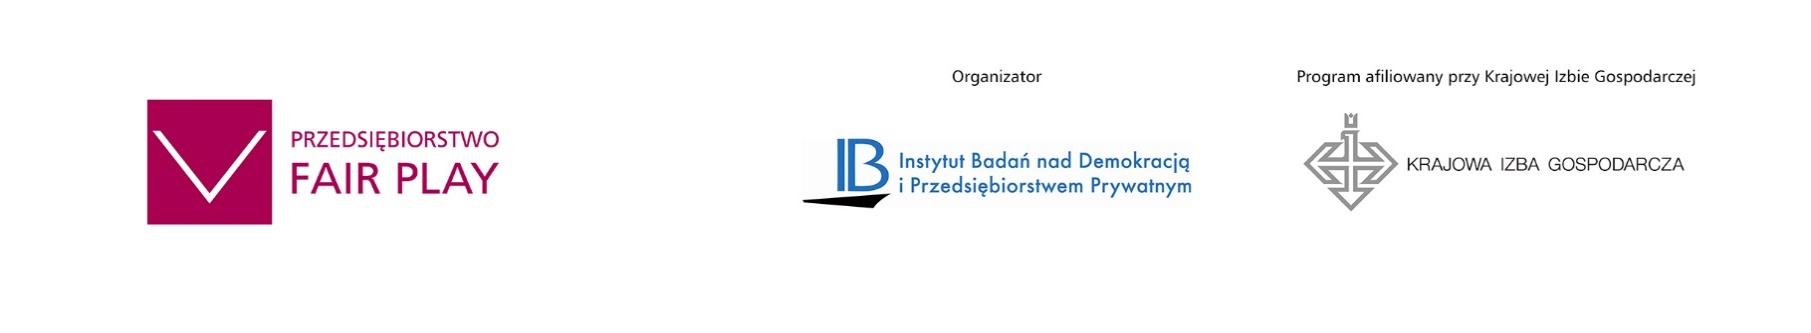 PRZEDSIĘBIORSTWO
FAIR PLAY
Organizator
IB
Instytut Badań nad Demokracją
i Przedsiębiorstwem Prywatnym
Program afiliowany przy Krajowej Izbie Gospodarczej
KRAJOWA IZBA GOSPODARCZA